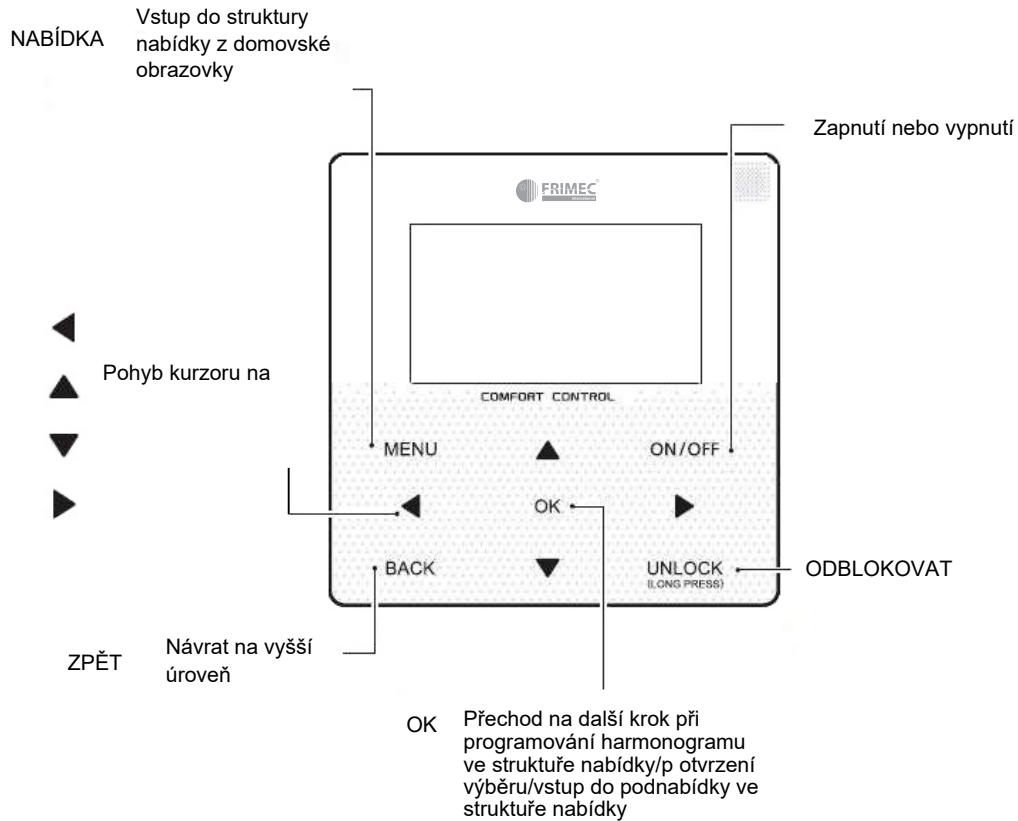 NABÍDKA
Vstup do struktury
nabídky z domovské
obrazovky
Zapnutí nebo vypnutí
FRIMEC
Pohyb kurzoru na
COMFORT CONTROL
MENU
ON/OFF
OK
BACK
UNLOCK
(LONG PRESS)
ODBLOKOVAT
ZPĚT
Návrat na vyšší
úroveň
OK
Přechod na další krok při
programování harmonogramu
ve struktuře nabídky/p otvrzení
výběru/vstup do podnabídky ve
struktuře nabídky